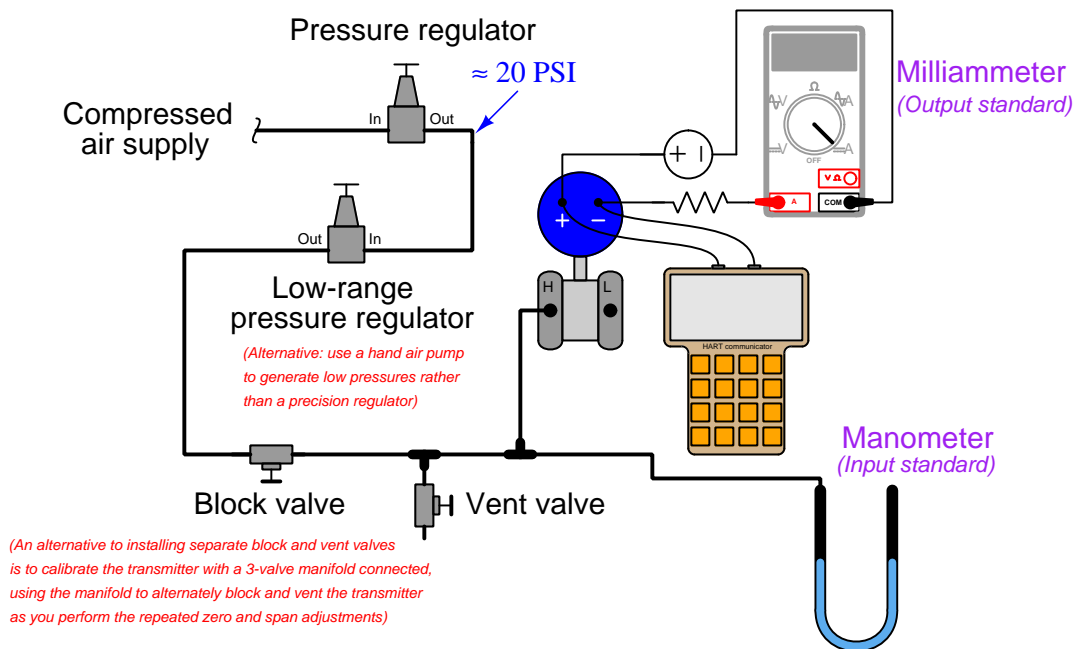 Pressure regulator
≈ 20 PSI
Compressed
air supply
In
Out
Milliammeter
(Output standard)
V
Ω
A
V
A
OFF
V Ω
A
COM
+
−
+ −
Out
In
Low-range
pressure regulator
(Alternative: use a hand air pump
to generate low pressures rather
than a precision regulator)
H
L
HART communicator
Manometer
(Input standard)
Block valve
Vent valve
(An alternative to installing separate block and vent valves
is to calibrate the transmitter with a 3-valve manifold connected,
using the manifold to alternately block and vent the transmitter
as you perform the repeated zero and span adjustments)